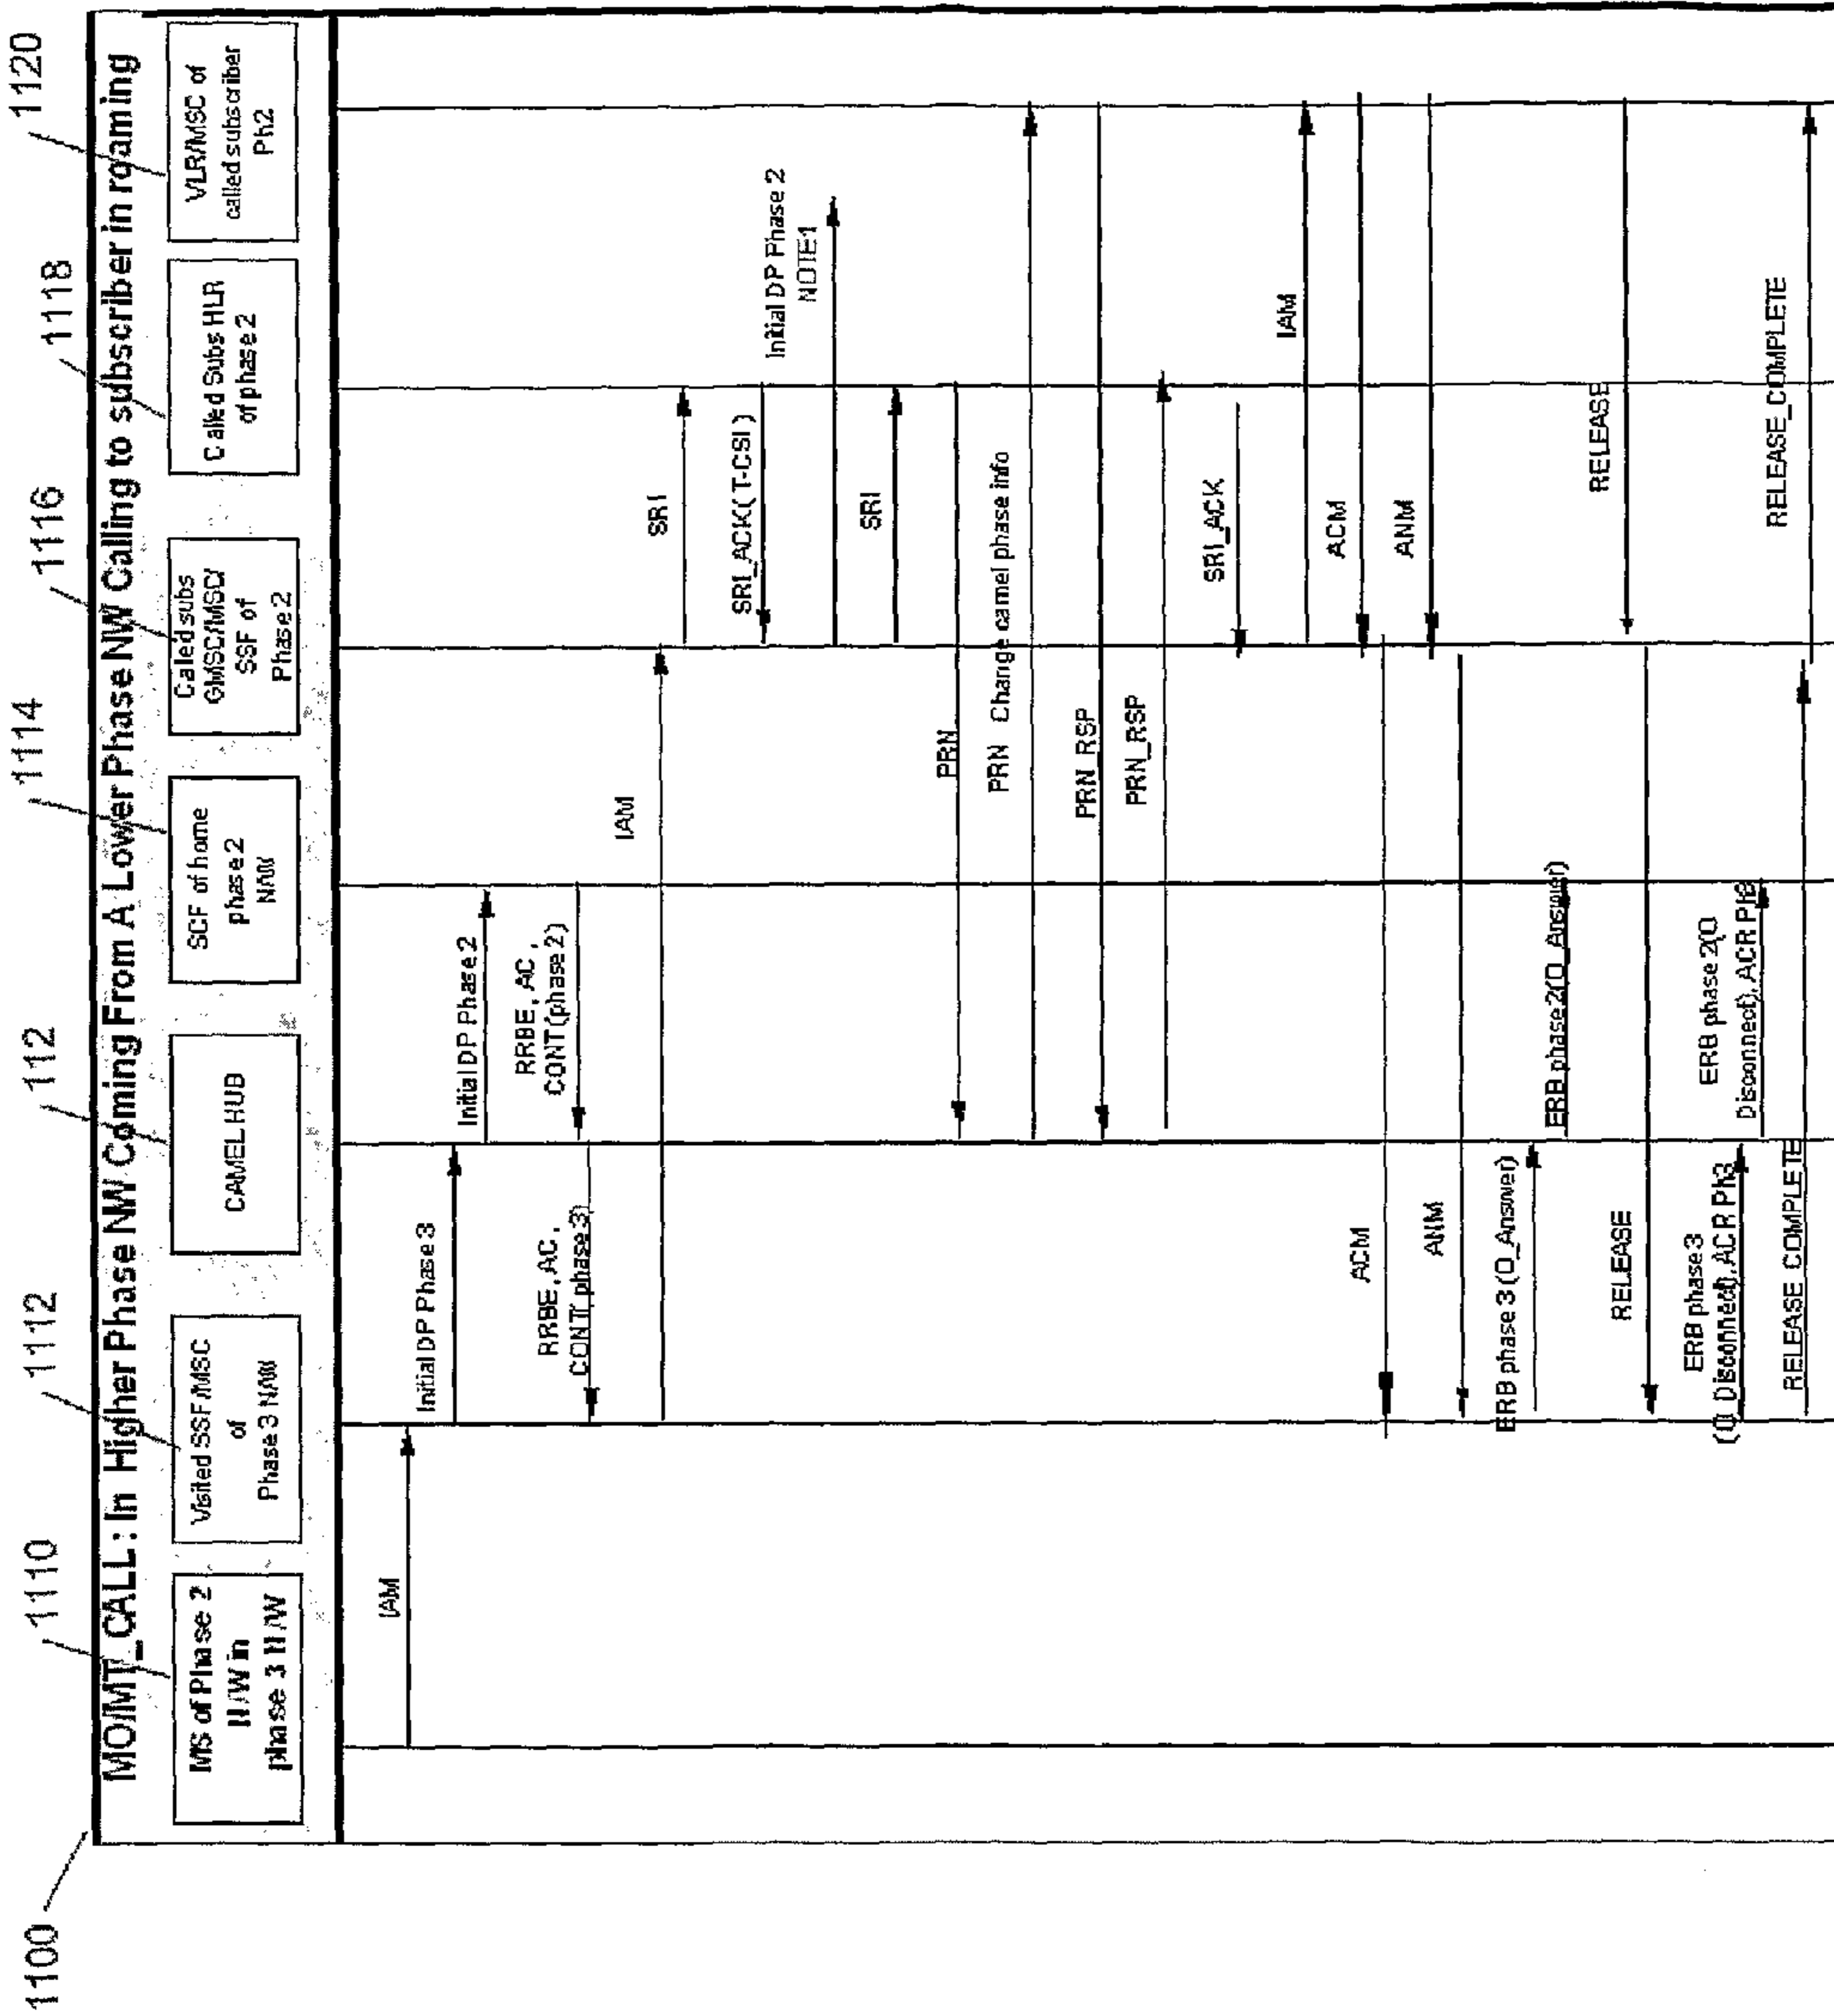 1100
1110
1112
112
1114
1116
1118
1120
MO/MT_CALL: In Higher Phase NW Coming From A Lower Phase NW Calling to subscriber in roaming
MS of Phase 2
N/W in
phase 3 N/W
Visited SSF/MSC
of
Phase 3 N/W
CAMEL HUB
SCF of home
phase 2
N/W
Caled subs
GMSC/MSC/
SSF of
Phase 2
Called Subs HLR
of phase 2
VLR/MSC of
called subscriber
Ph2
IAM
Initial DP Phase 3
Initial DP Phase 2
RRBE, AC,
CONT(phase 2)
RRBE, AC,
CONT( phase 3)
IAM
SRI
SRI_ACK( T-CSI )
Initial DP Phase 2
NOTE1
SRI
PRN
PRN Change camel phase info
PRN_RSP
PRN_RSP
SRI_ACK
IAM
ACM
ACM
ANM
ANM
ERB phase 3 (O_Answer)
ERB phase2(O_Answer)
RELEASE
RELEASE
ERB phase 3
(O_Disconnect), ACR Ph3
ERB phase 2(O
Disconnect), ACR Ph3
RELEASE_COMPLETE
RELEASE_COMPLETE